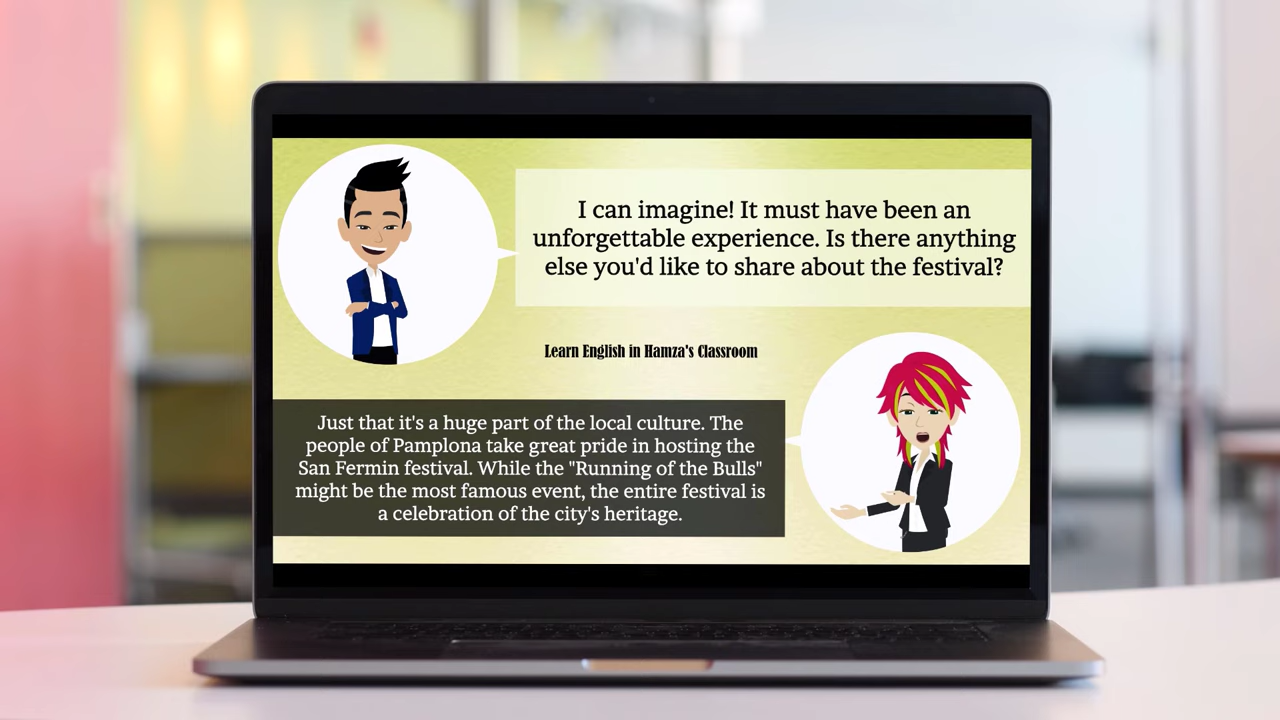 I can imagine! It must have been an
unforgettable experience. Is there anything
else you'd like to share about the festival?
Learn English in Hamza's Classroom
Just that it's a huge part of the local culture. The
people of Pamplona take great pride in hosting the
San Fermin festival. While the "Running of the Bulls"
might be the most famous event, the entire festival is
a celebration of the city's heritage.